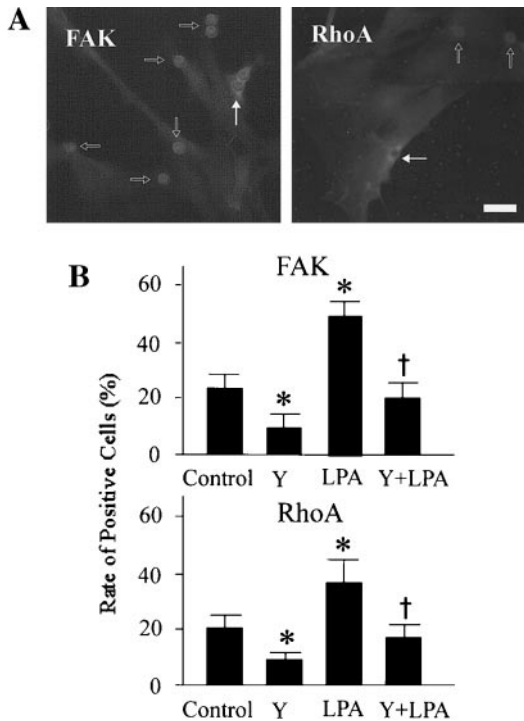 A
FAK
RhoA
B
FAK
Rate of Positive Cells (%)
60
40
20
0
* * †
Control Y LPA Y+LPA
RhoA
60
40
20
0
* * †
Control Y LPA Y+LPA